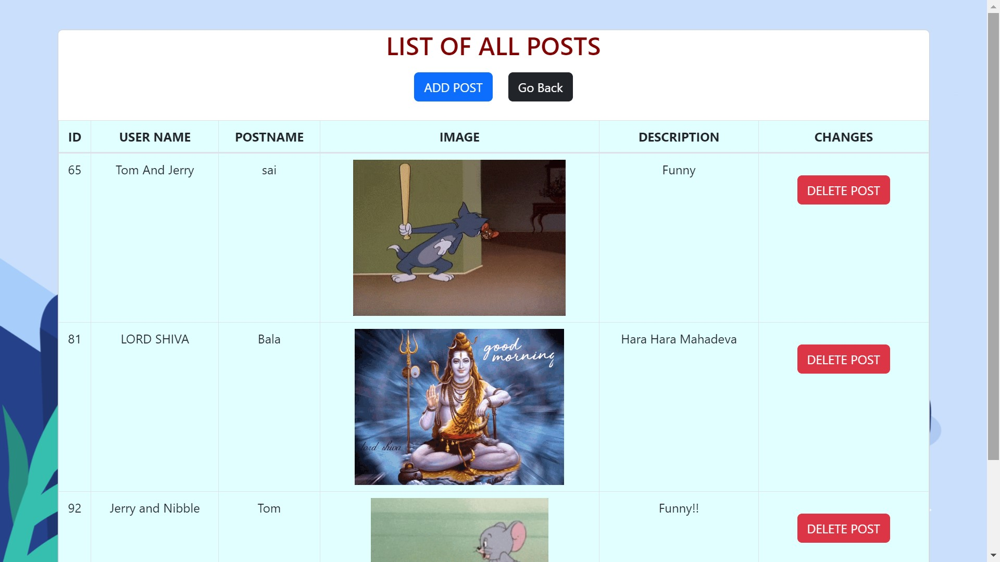 LIST OF ALL POSTS
ADD POST Go Back
ID USER NAME POSTNAME IMAGE DESCRIPTION CHANGES
65 Tom And Jerry sai Funny
DELETE POST
81 LORD SHIVA Bala Hara Hara Mahadeva
good
morning
DELETE POST
lord shiva
92 Jerry and Nibble Tom Funny!!
DELETE POST